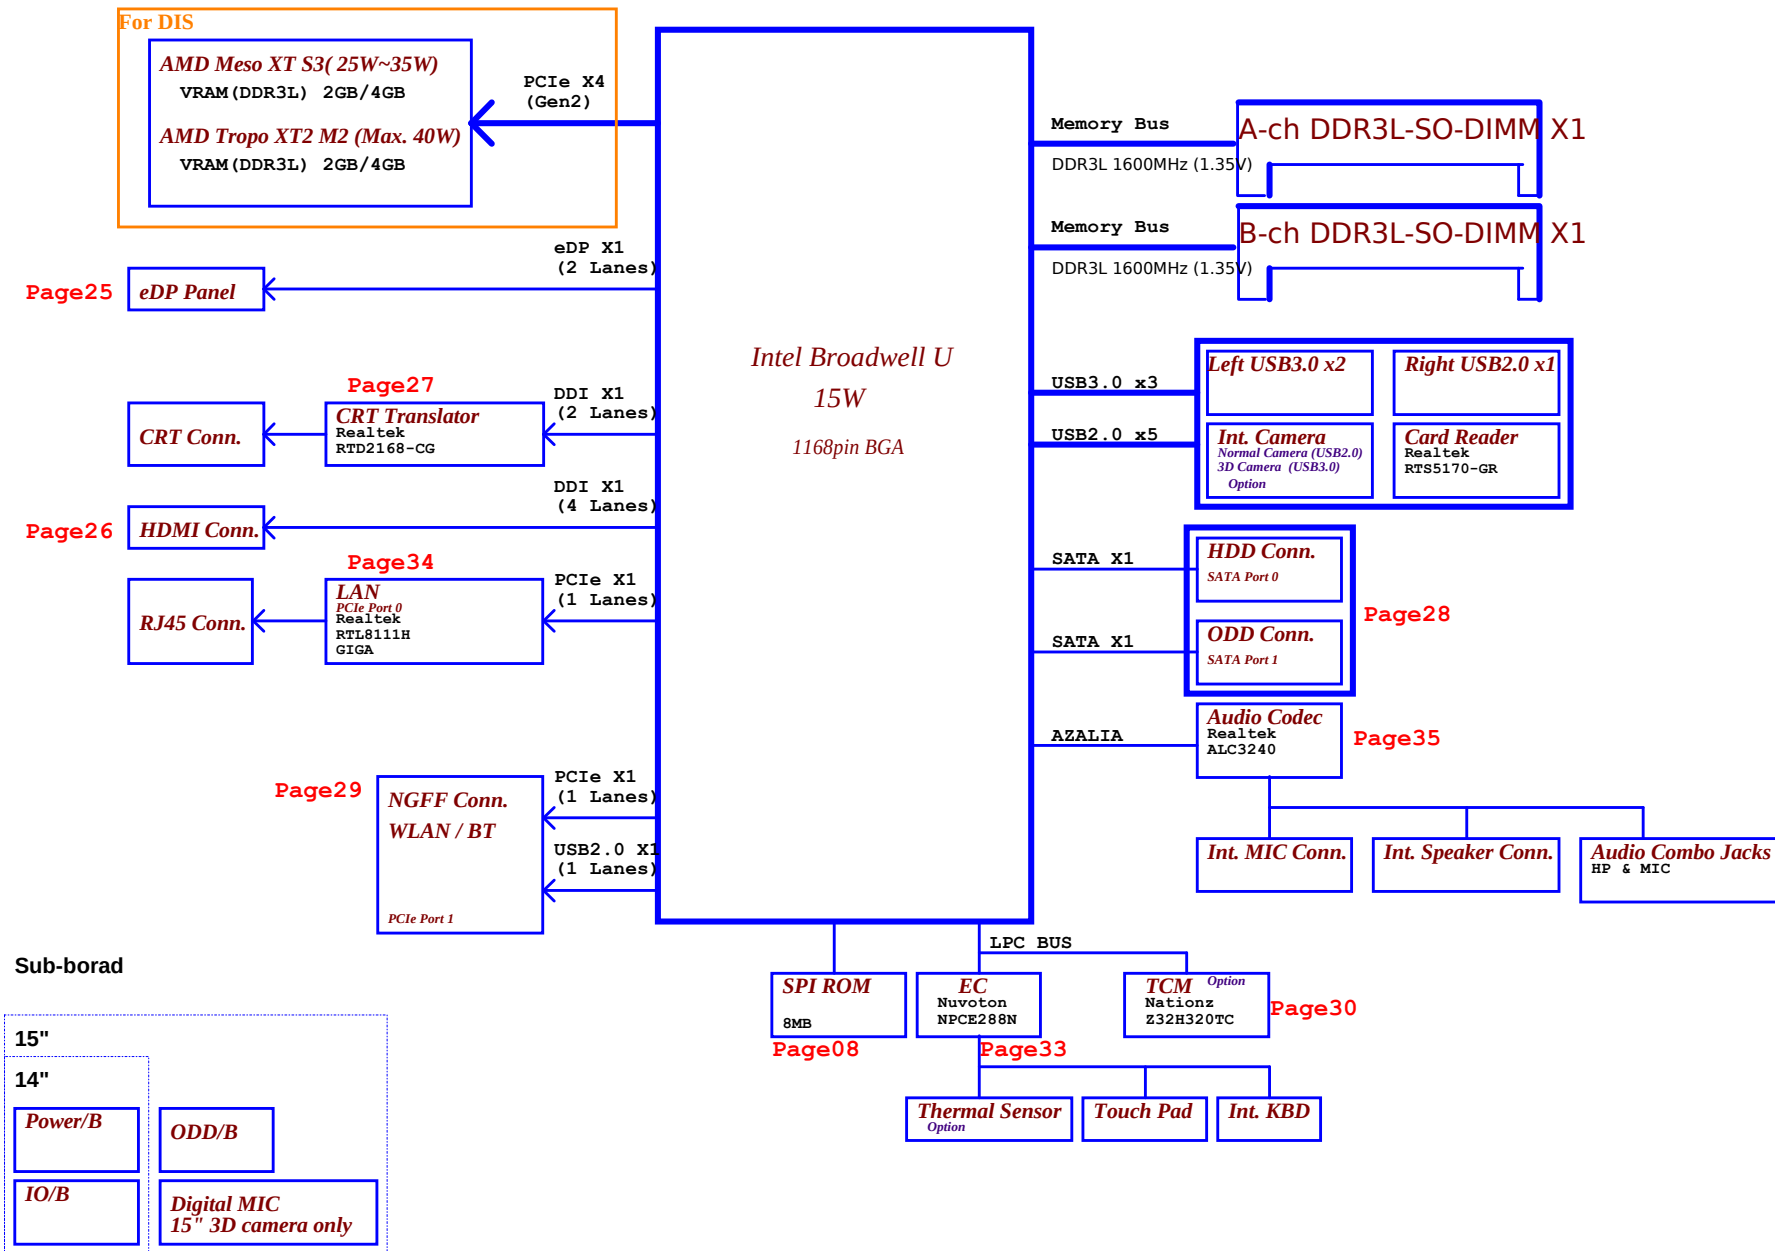 For DIS
AMD Meso XT S3( 25W~35W)
VRAM(DDR3L) 2GB/4GB
AMD Tropo XT2 M2 (Max. 40W)
VRAM(DDR3L) 2GB/4GB
PCIe X4
(Gen2)
eDP X1
(2 Lanes)
Page25
eDP Panel
Page27
CRT Conn.
CRT Translator
Realtek
RTD2168-CG
DDI X1
(2 Lanes)
DDI X1
(4 Lanes)
Page26
HDMI Conn.
Page34
RJ45 Conn.
LAN
PCIe Port 0
Realtek
RTL8111H
GIGA
PCIe X1
(1 Lanes)
Page29
NGFF Conn.
WLAN / BT
PCIe Port 1
PCIe X1
(1 Lanes)
USB2.0 X1
(1 Lanes)
Intel Broadwell U
15W
1168pin BGA
Memory Bus
DDR3L 1600MHz (1.35V)
A-ch DDR3L-SO-DIMM X1
Memory Bus
DDR3L 1600MHz (1.35V)
B-ch DDR3L-SO-DIMM X1
USB3.0 x3
USB2.0 x5
Left USB3.0 x2
Right USB2.0 x1
Int. Camera
Normal Camera (USB2.0)
3D Camera (USB3.0)
Option
Card Reader
Realtek
RTS5170-GR
SATA X1
HDD Conn.
SATA Port 0
Page28
SATA X1
ODD Conn.
SATA Port 1
AZALIA
Audio Codec
Realtek
ALC3240
Page35
Int. MIC Conn.
Int. Speaker Conn.
Audio Combo Jacks
HP & MIC
LPC BUS
SPI ROM
8MB
Page08
EC
Nuvoton
NPCE288N
Page33
TCM Option
Nationz
Z32H320TC
Page30
Thermal Sensor
Option
Touch Pad
Int. KBD
Sub-borad
15"
14"
Power/B
ODD/B
IO/B
Digital MIC
15" 3D camera only